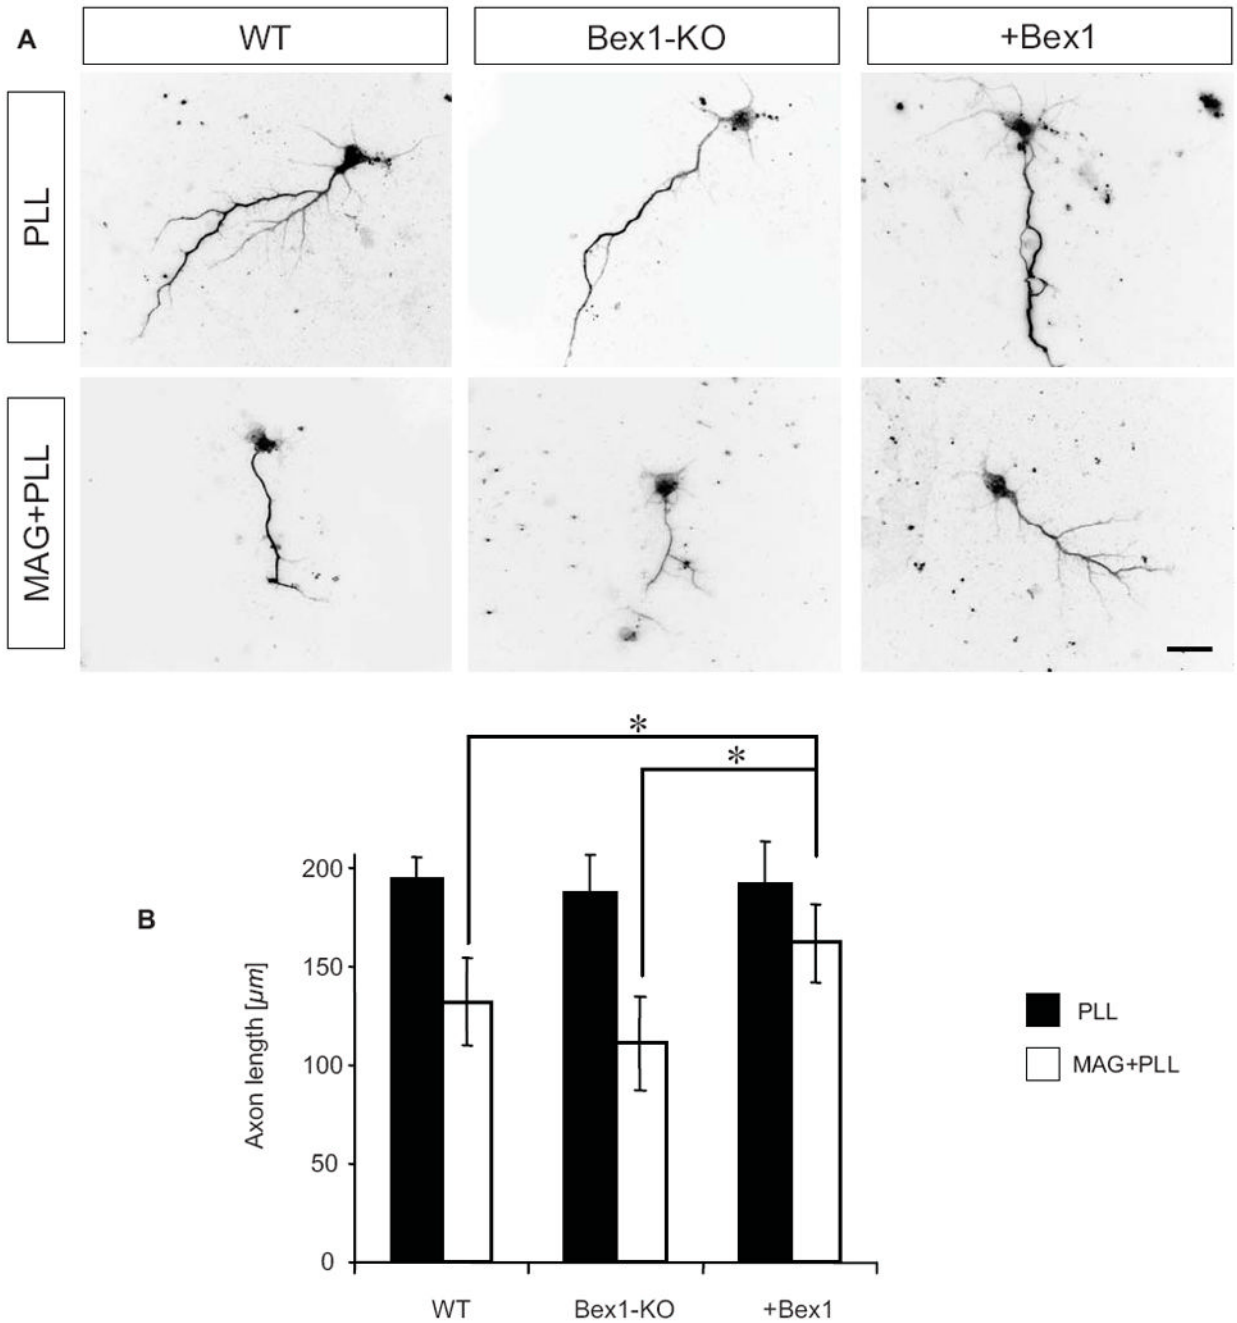 A
WT
Bex1-KO
+Bex1
PLL
MAG+PLL
*
*
B
Axon length [µm]
200
150
100
50
0
WT
Bex1-KO
+Bex1
PLL
MAG+PLL